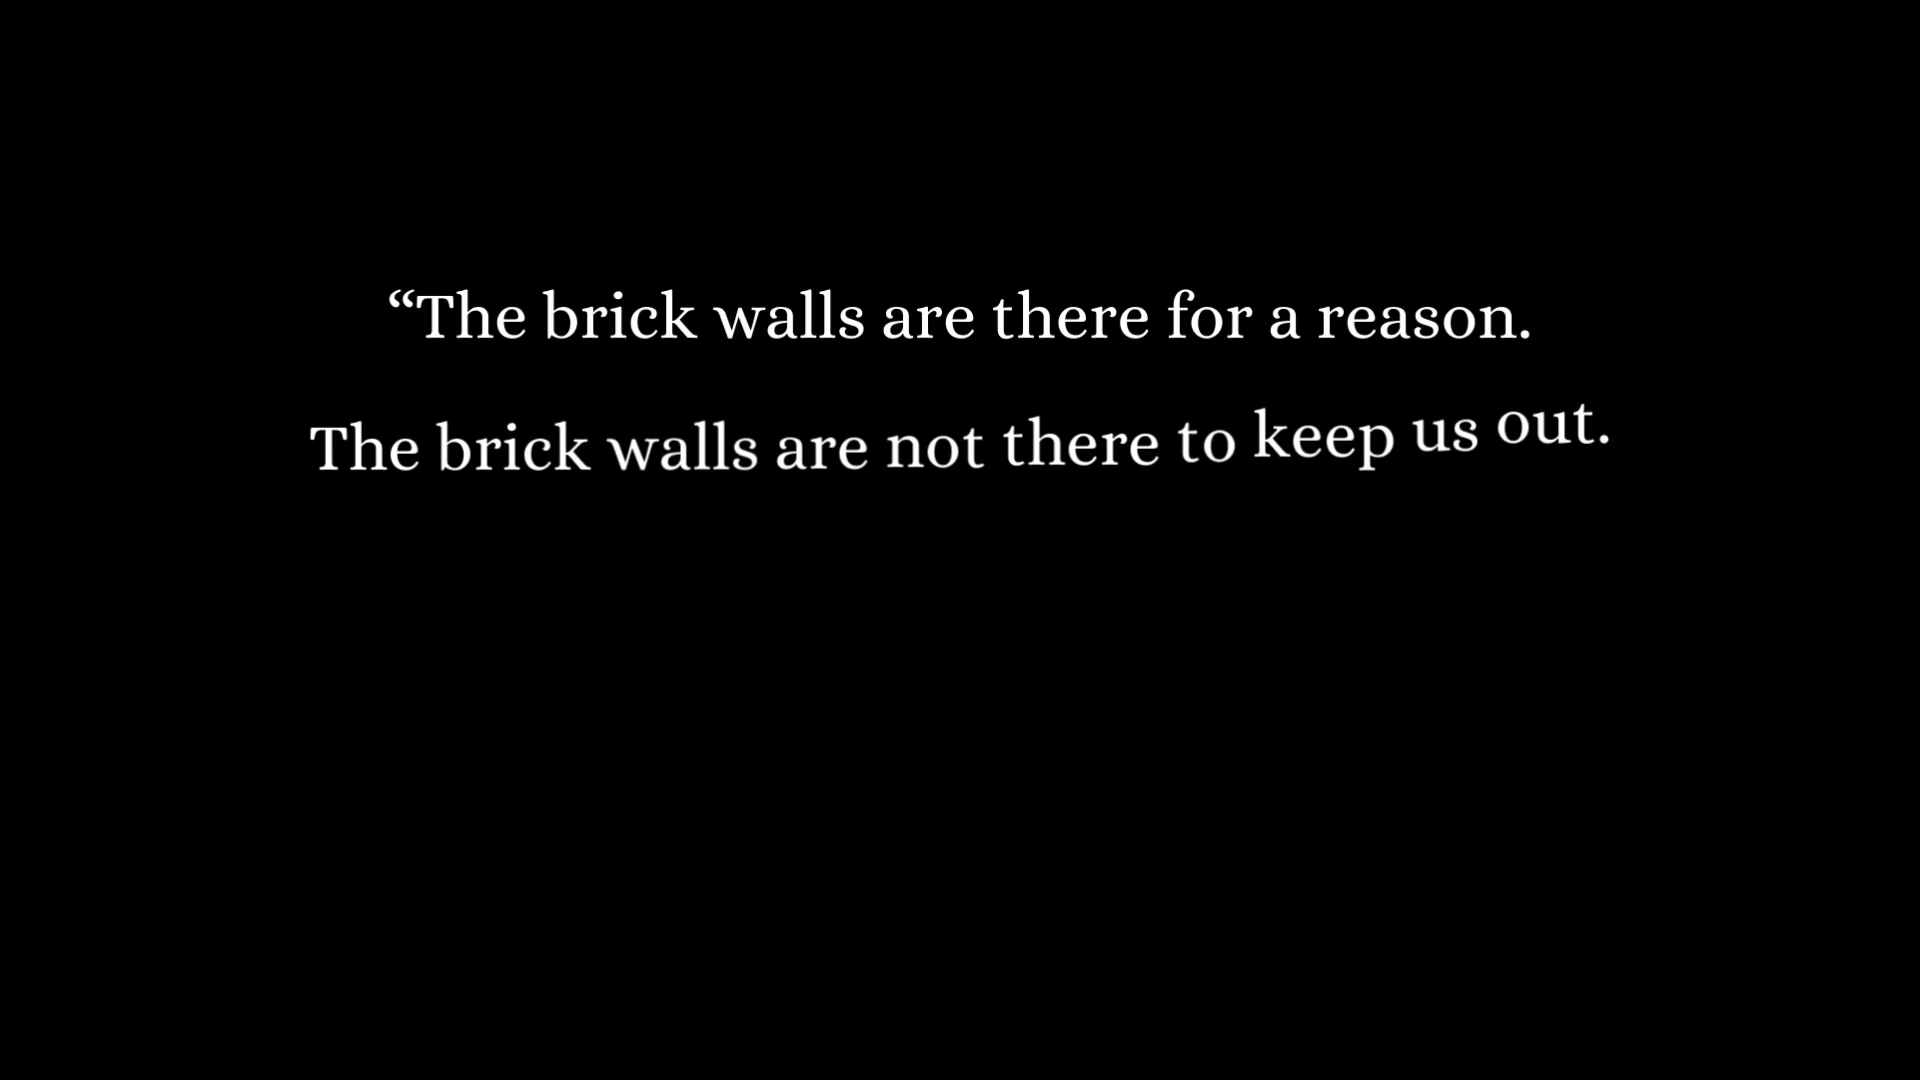 “The brick walls are there for a reason.
The brick walls are not there to keep us out.